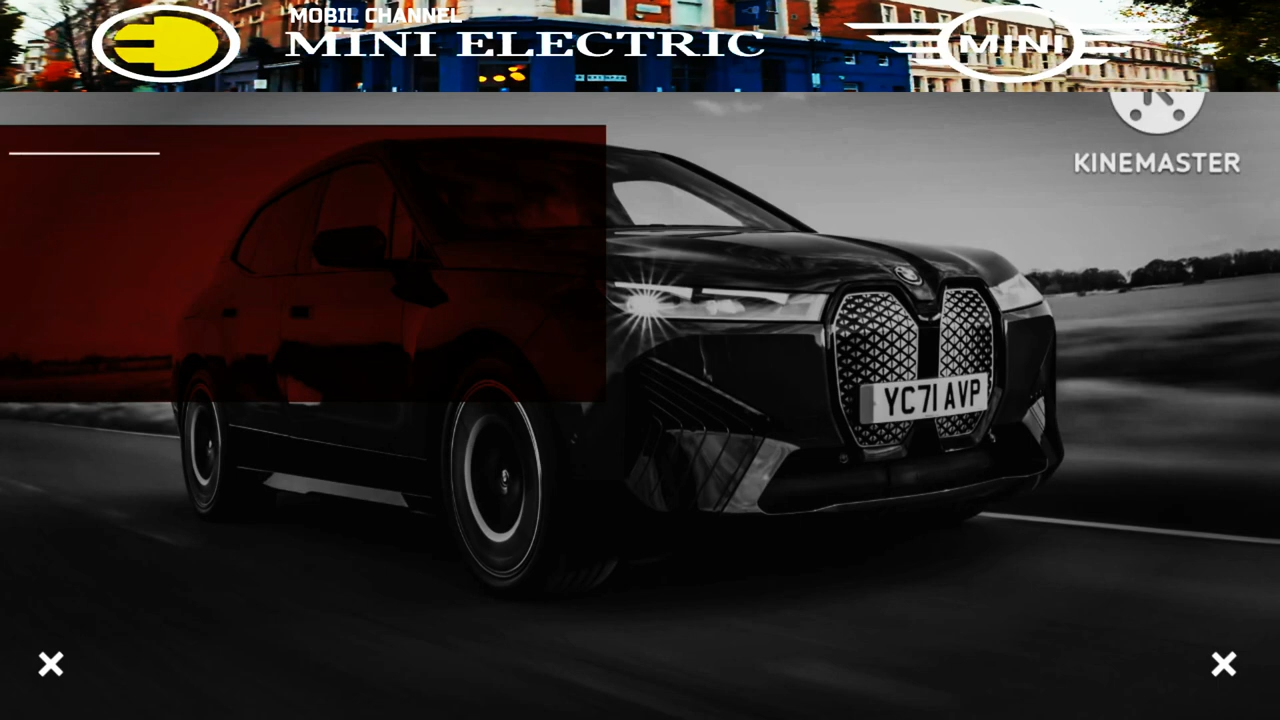 MOBIL CHANNEL
MINI ELECTRIC
MINI
KINEMASTER
YC71 AVP